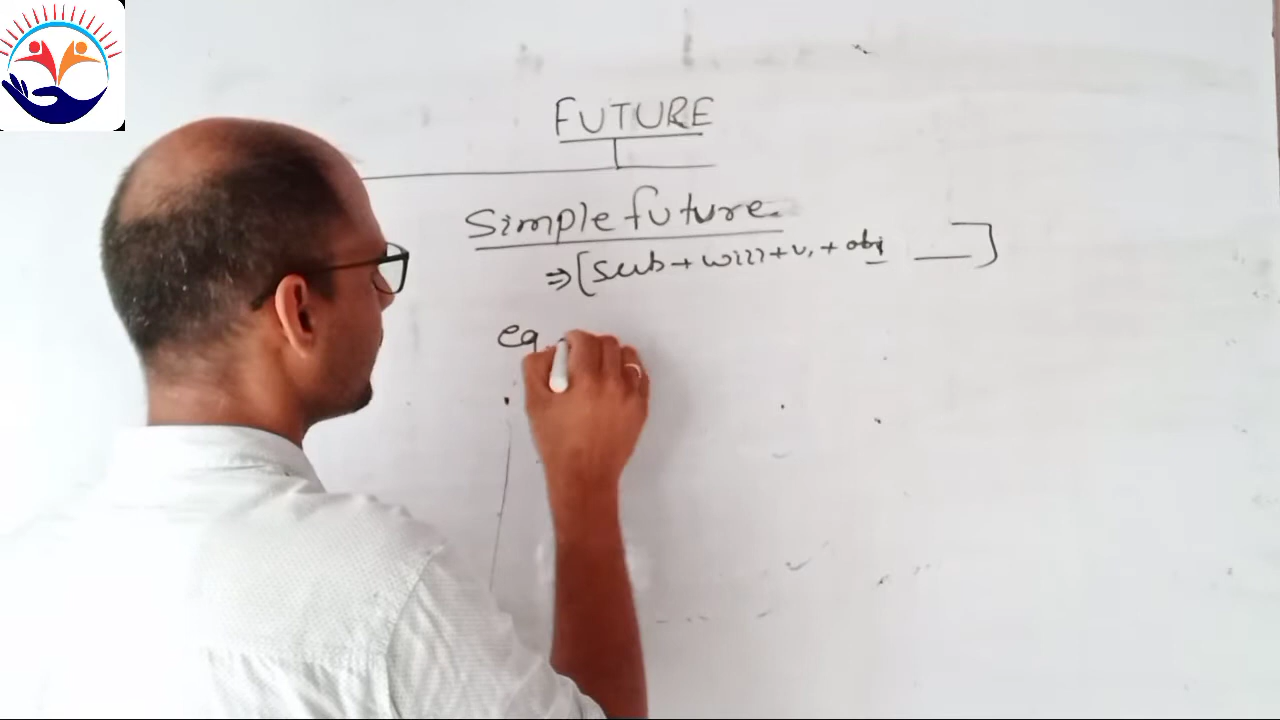 FUTURE
Simple future
⇒ [Sub + will + v₁ + obj ___]
eg